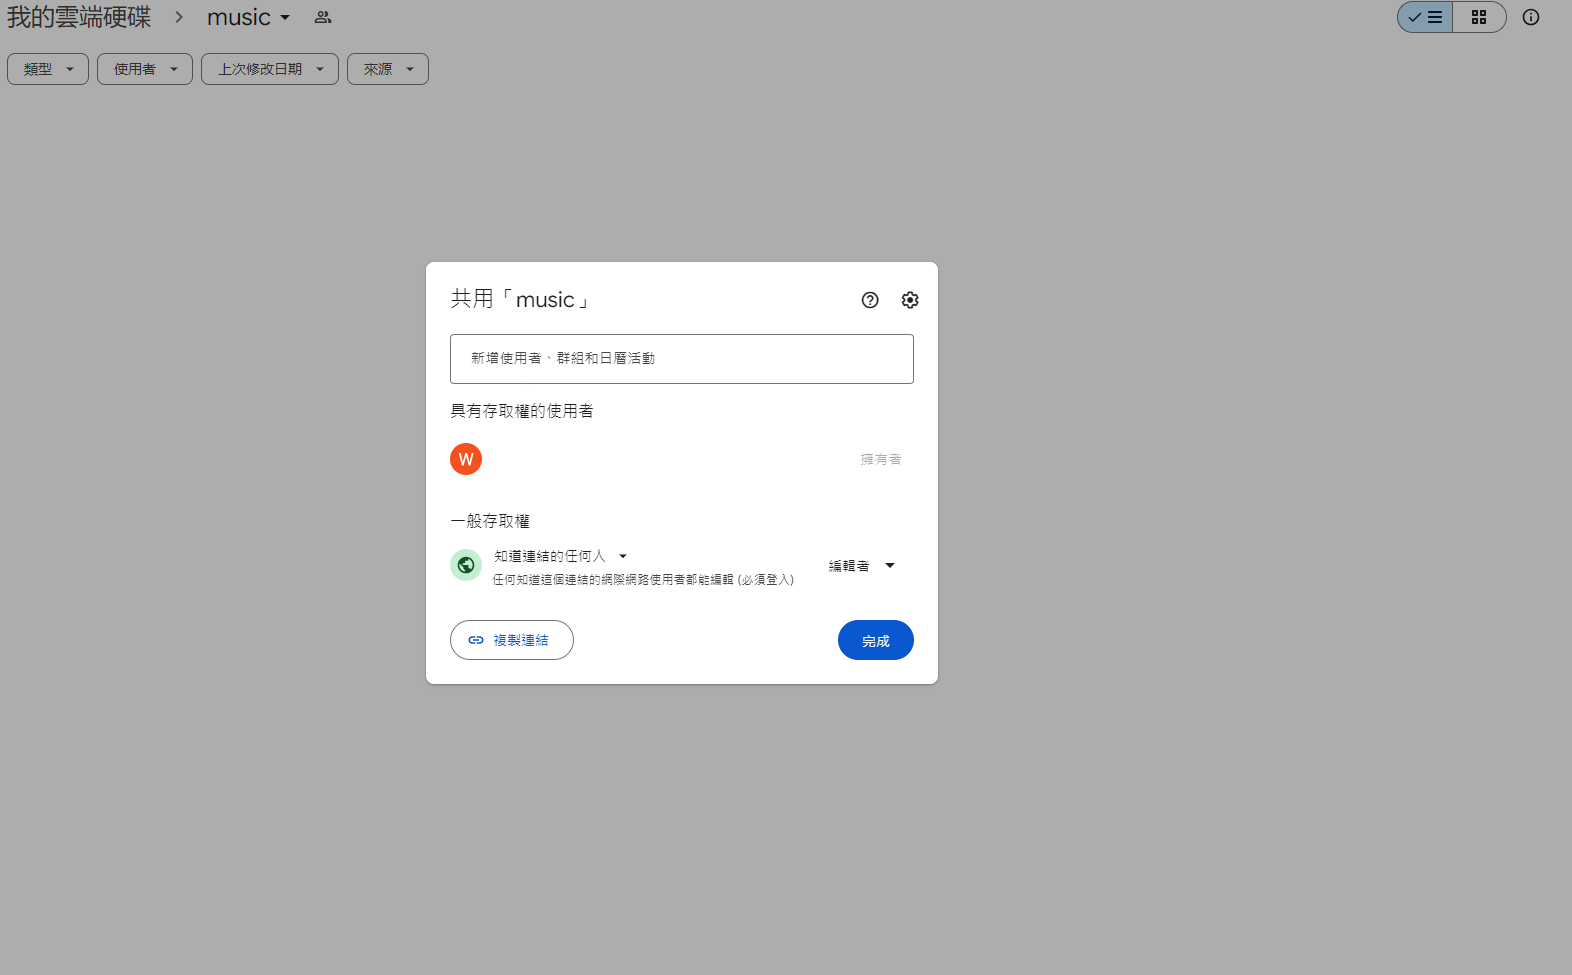 我的雲端硬碟 music
類型 使用者 上次修改日期 來源
共用「music」
新增使用者、群組和日曆活動
具有存取權的使用者
W 擁有者
一般存取權
知道連結的任何人
編輯者
任何知道這個連結的網際網路使用者都能編輯 (必須登入)
複製連結 完成